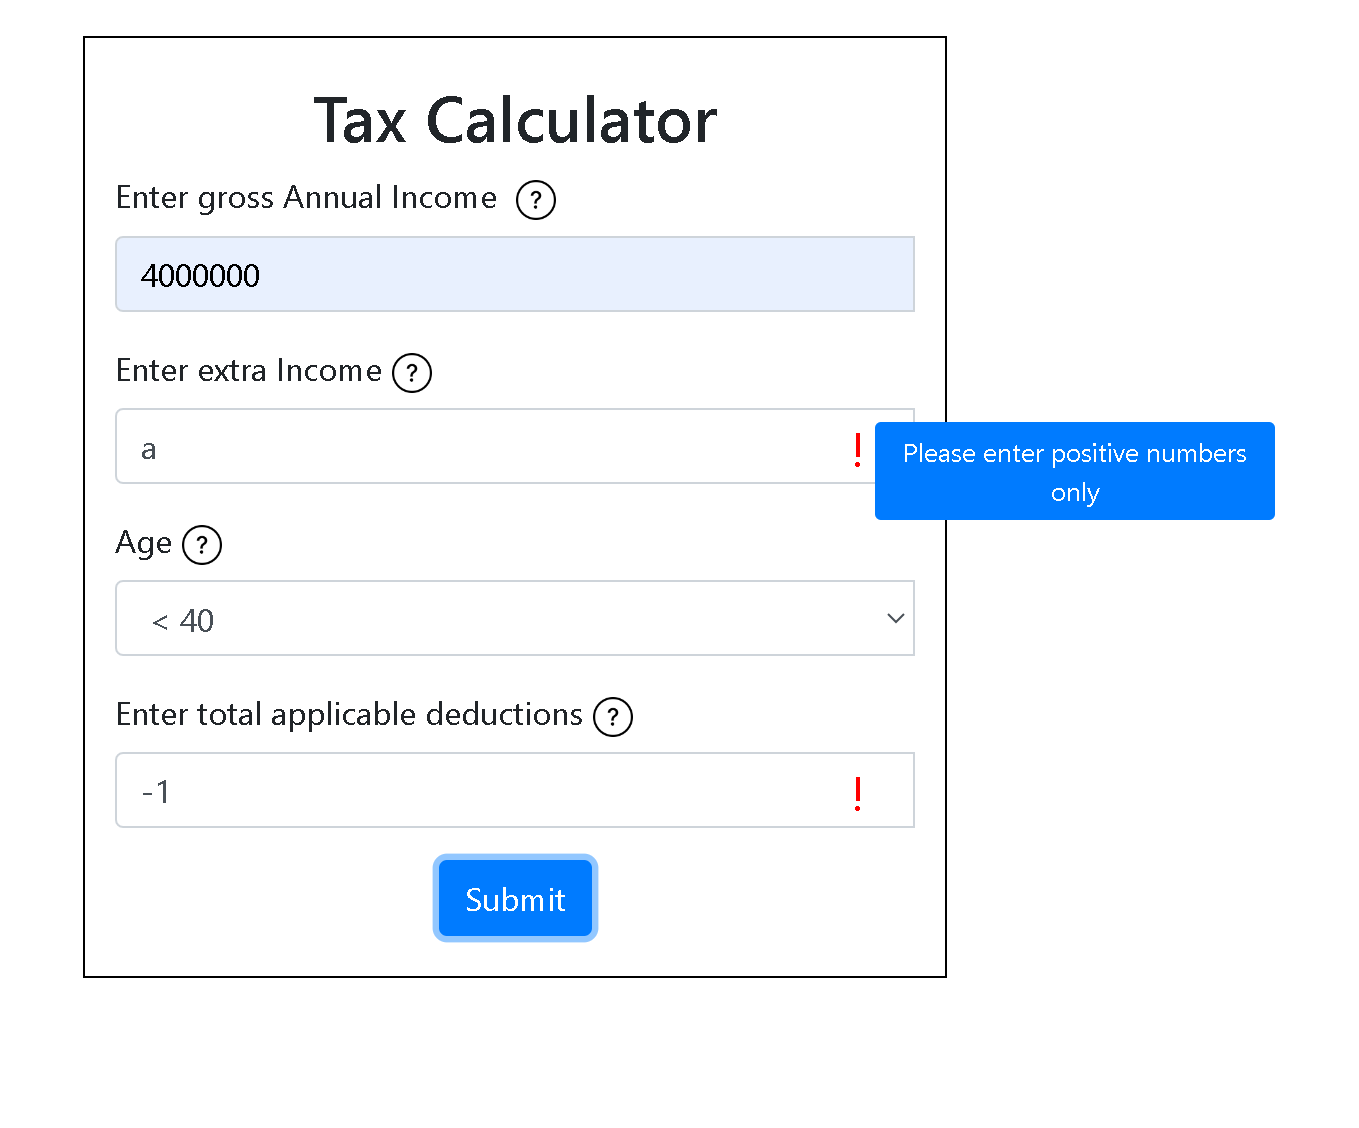 Tax Calculator
Enter gross Annual Income ?
4000000
Enter extra Income ?
a !
Please enter positive numbers
only
Age ?
< 40
Enter total applicable deductions ?
-1 !
Submit